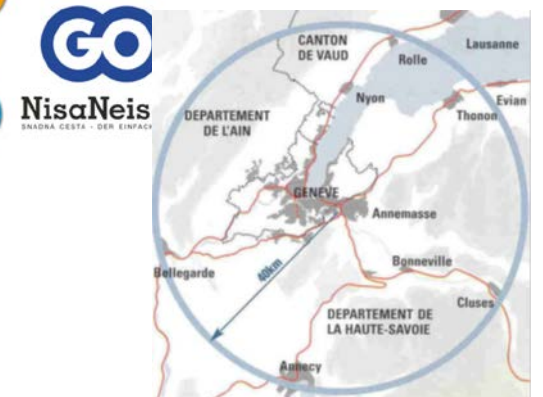 GO
NisaNeis
SNADNÁ CESTA - DER EINFACH
CANTON
DE VAUD
Lausanne
Rolle
Nyon
Evian
Thonon
DEPARTEMENT
DE L'AIN
GENEVE
Annemasse
Bellegarde
40km
Bonneville
Cluses
DEPARTEMENT DE
LA HAUTE-SAVOIE
Annecy